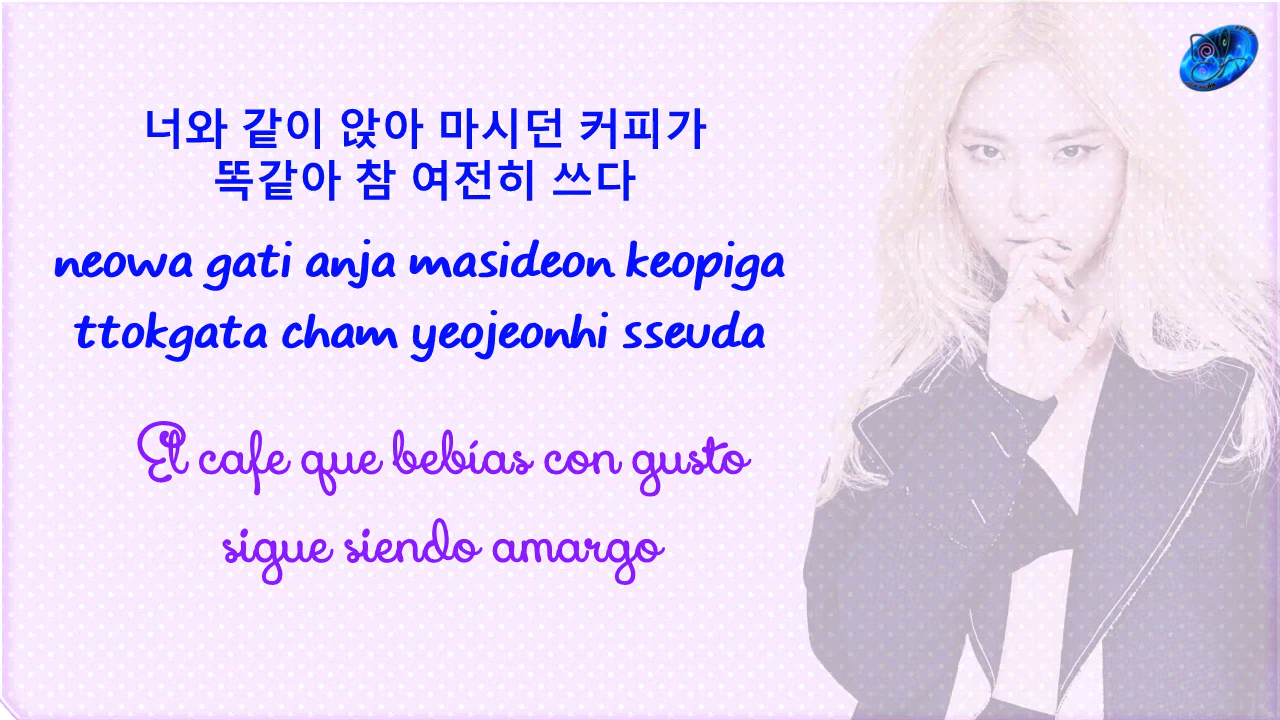 너와 같이 앉아 마시던 커피가
똑같아 참 여전히 쓰다
neowa gati anja masideon keopiga
ttokgata cham yeojeonhi sseuda
El cafe que bebías con gusto
sigue siendo amargo